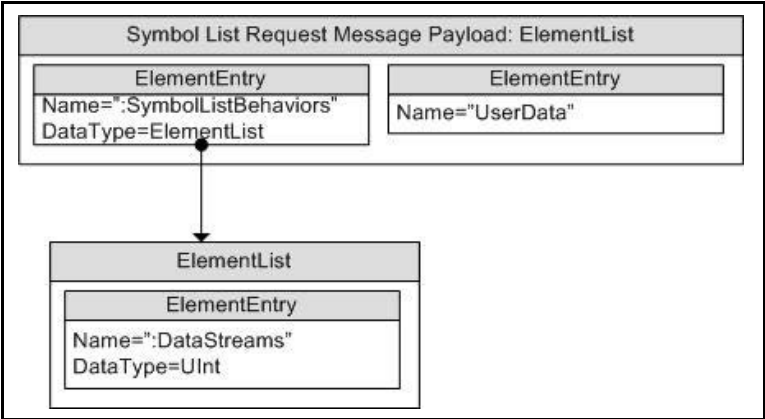 Symbol List Request Message Payload: ElementList
ElementEntry
Name=":SymbolListBehaviors"
DataType=ElementList
ElementEntry
Name="UserData"
ElementList
ElementEntry
Name=":DataStreams"
DataType=UInt